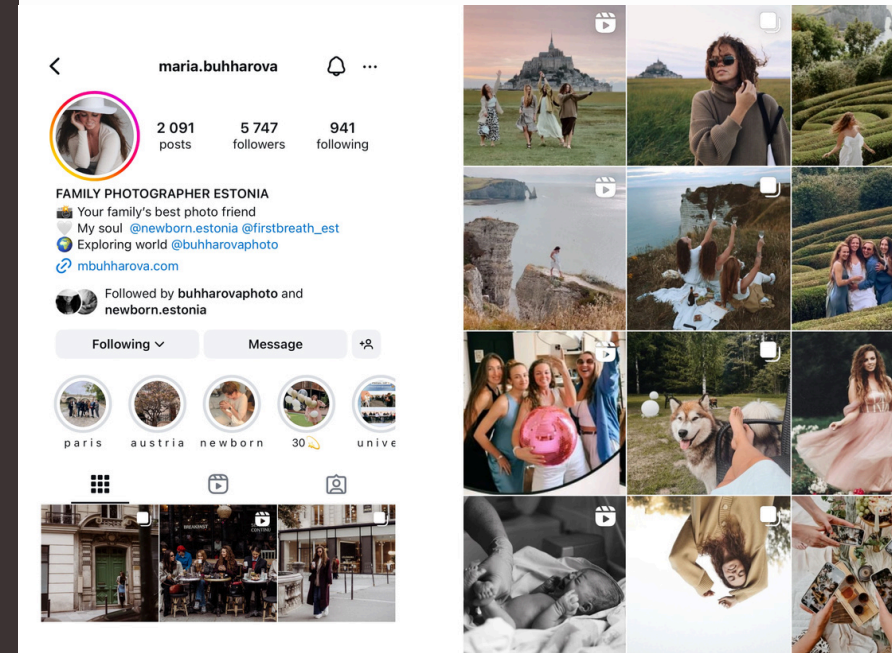 maria.buhharova
2 091
posts
5 747
followers
941
following
FAMILY PHOTOGRAPHER ESTONIA
📸 Your family's best photo friend
🤍 My soul @newborn.estonia @firstbreath_est
🌍 Exploring world @buhharovaphoto
mbuhharova.com
Followed by buhharovaphoto and
newborn.estonia
Following
Message
paris
austria
newborn
30💫
unive
BREAKFAST